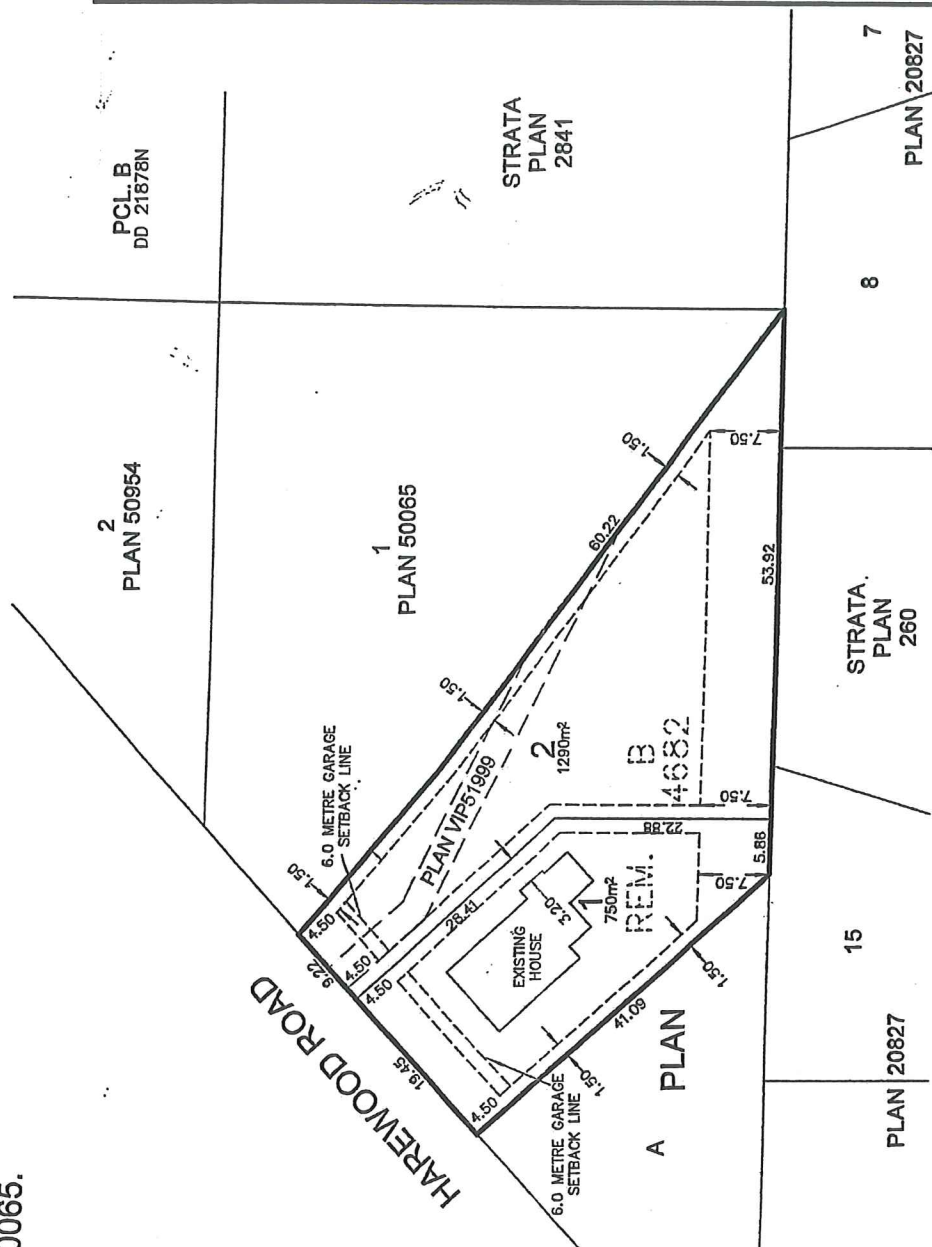 0065.
PCL. B
DD 21878N
2
PLAN 50954
1
PLAN 50065
STRATA
PLAN
2841
7
PLAN 20827
8
STRATA.
PLAN
260
15
PLAN 20827
A
PLAN
HAREWOOD ROAD
6.0 METRE GARAGE
SETBACK LINE
6.0 METRE GARAGE
SETBACK LINE
PLAN VIP51999
2
1290m²
B
4682
1
750m²
REM.
EXISTING
HOUSE
3.20
1.50
1.50
1.50
60.22
7.50
53.92
7.50
5.86
7.50
22.88
28.41
4.50
9.22
4.50
4.50
19.45
4.50
1.50
41.09
1.50